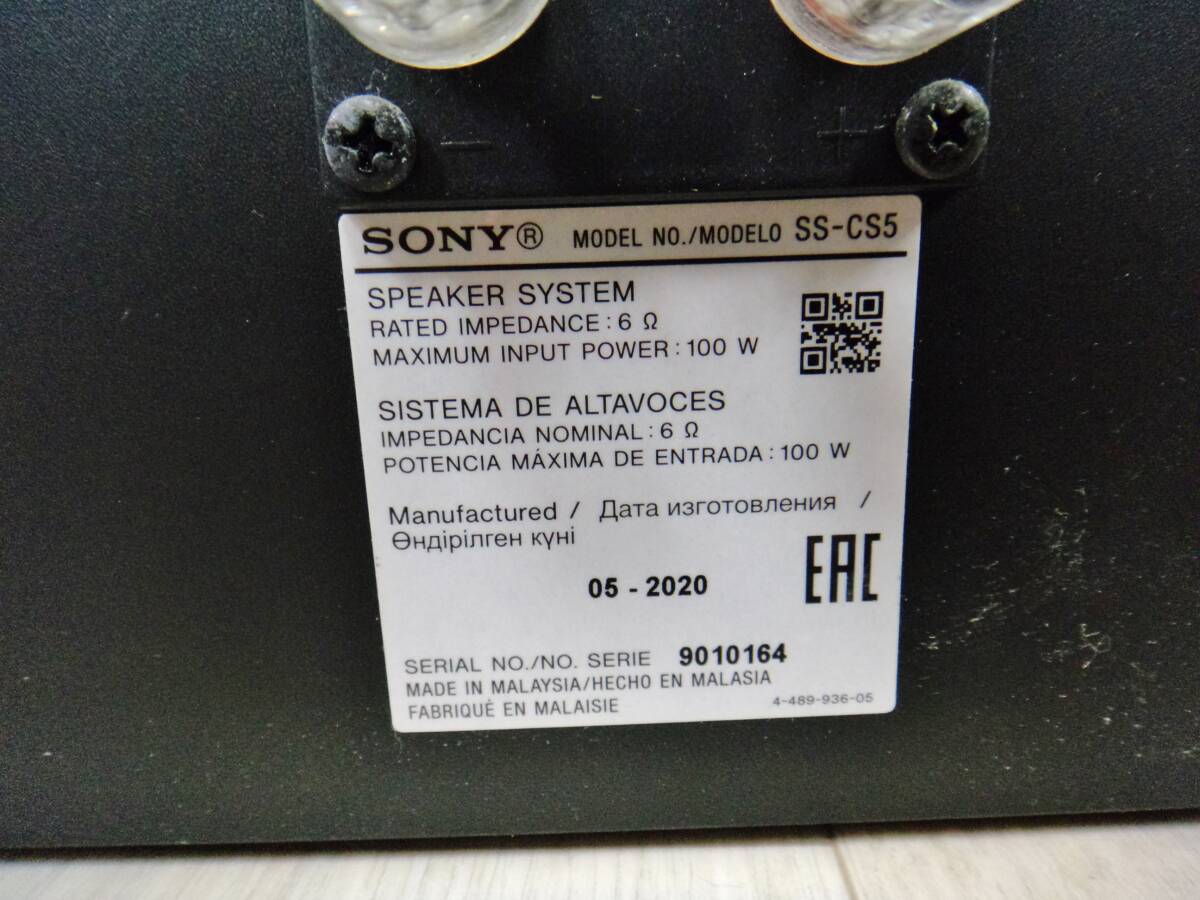 − +
SONY® MODEL NO./MODELO SS-CS5
SPEAKER SYSTEM
RATED IMPEDANCE : 6 Ω
MAXIMUM INPUT POWER : 100 W
SISTEMA DE ALTAVOCES
IMPEDANCIA NOMINAL : 6 Ω
POTENCIA MÁXIMA DE ENTRADA : 100 W
Manufactured / Дата изготовления /
Өндірілген күні
EAC
05 - 2020
SERIAL NO./NO. SERIE 9010164
MADE IN MALAYSIA/HECHO EN MALASIA
FABRIQUÉ EN MALAISIE
4-489-936-05